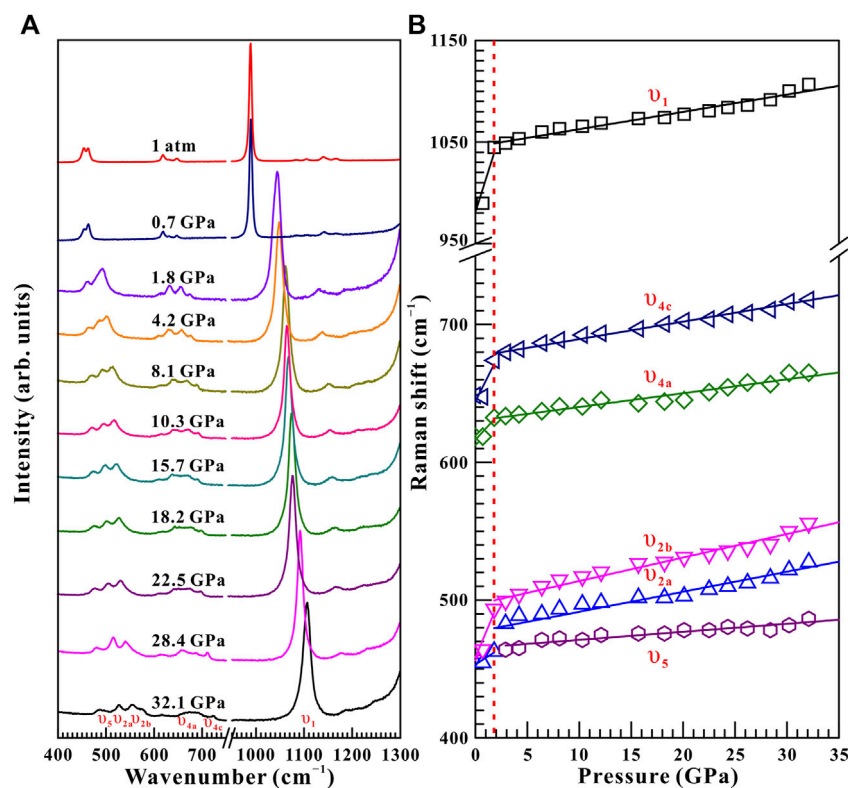 A
B
1 atm
0.7 GPa
1.8 GPa
4.2 GPa
8.1 GPa
10.3 GPa
15.7 GPa
18.2 GPa
22.5 GPa
28.4 GPa
32.1 GPa
υ5 υ2a υ2b υ4a υ4c υ1
400 500 600 700 1000 1100 1200 1300
Wavenumber (cm⁻¹)
Intensity (arb. units)
1150
1050
950
700
600
500
400
Raman shift (cm⁻¹)
υ1
υ4c
υ4a
υ2b
υ2a
υ5
0 5 10 15 20 25 30 35
Pressure (GPa)